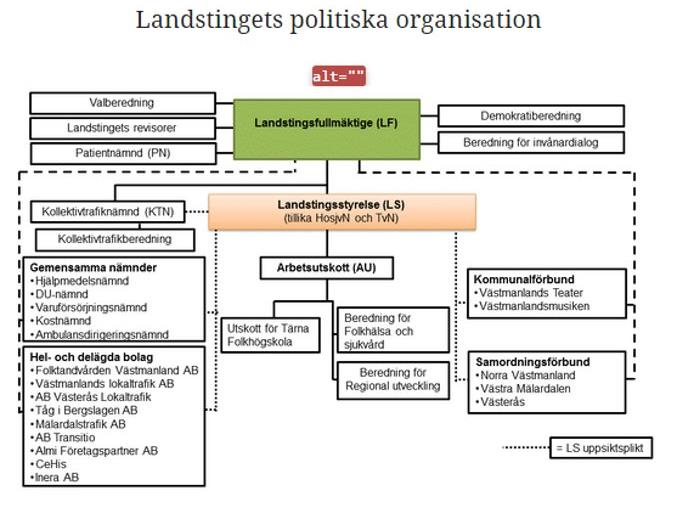 Landstingets politiska organisation
alt=""
Valberedning
Landstingets revisorer
Patientnämnd (PN)
Landstingsfullmäktige (LF)
Demokratiberedning
Beredning för invånardialog
Kollektivtrafiknämnd (KTN)
Kollektivtrafikberedning
Landstingsstyrelse (LS)
(tillika HosjvN och TvN)
Arbetsutskott (AU)
Gemensamma nämnder
•Hjälpmedelsnämnd
•DU-nämnd
•Varuförsörjningsnämnd
•Kostnämnd
•Ambulansdirigeringsnämnd
Utskott för Tärna
Folkhögskola
Beredning för
Folkhälsa och
sjukvård
Beredning för
Regional utveckling
Kommunalförbund
•Västmanlands Teater
•Västmanlandsmusiken
Samordningsförbund
•Norra Västmanland
•Västra Mälardalen
•Västerås
Hel- och delägda bolag
•Folktandvården Västmanland AB
•Västmanlands lokaltrafik AB
•AB Västerås Lokaltrafik
•Tåg i Bergslagen AB
•Mälardalstrafik AB
•AB Transitio
•Almi Företagspartner AB
•CeHis
•Inera AB
= LS uppsiktsplikt